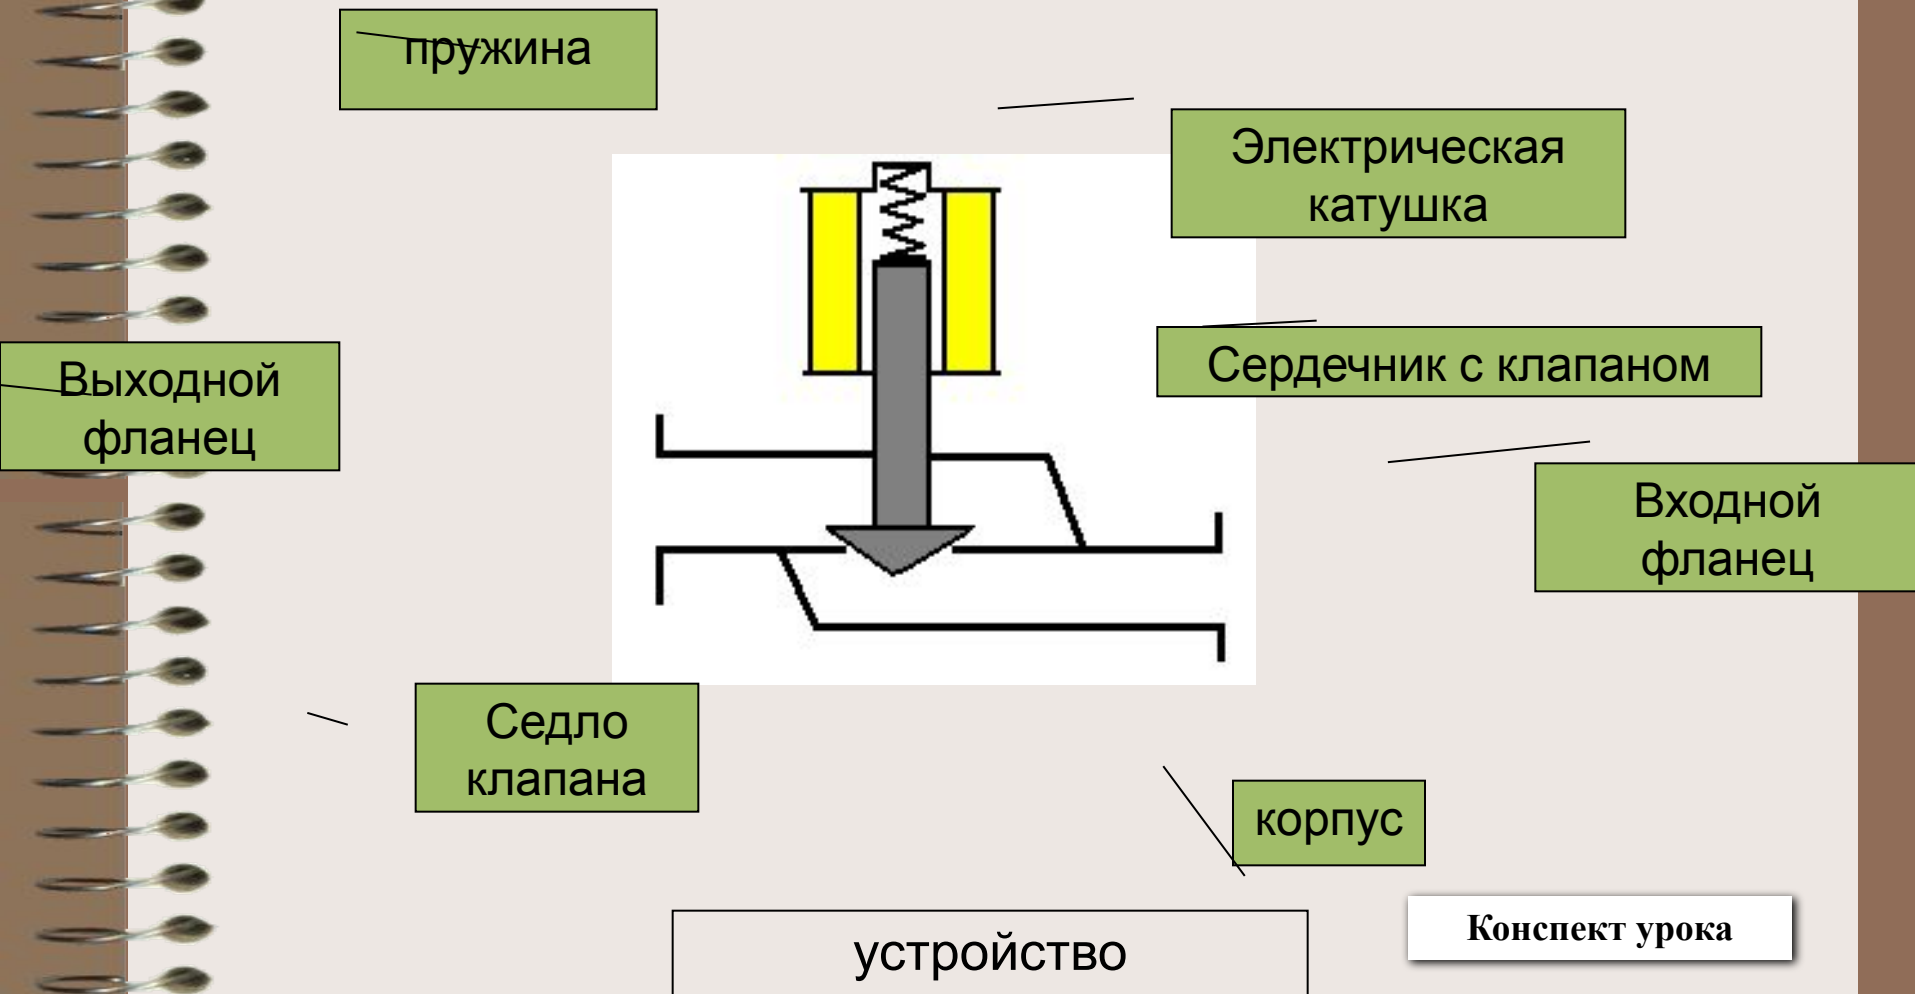 пружина
Электрическая
катушка
Сердечник с клапаном
Выходной
фланец
Входной
фланец
Седло
клапана
корпус
устройство
Конспект урока